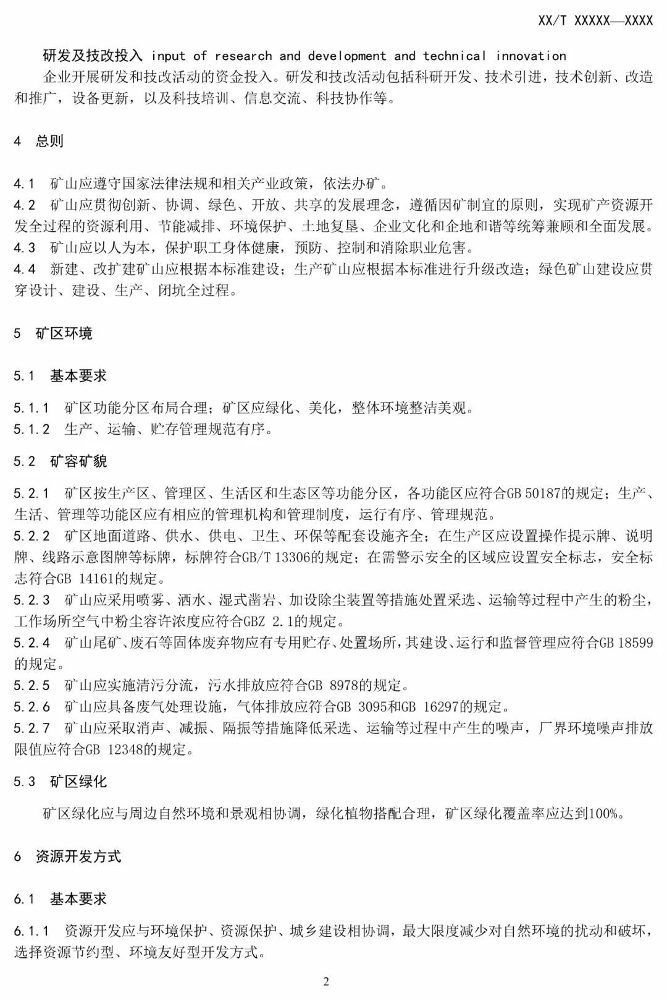 XX/T XXXXX—XXXX
研发及技改投入 input of research and development and technical innovation
企业开展研发和技改活动的资金投入。研发和技改活动包括科研开发、技术引进，技术创新、改造
和推广，设备更新，以及科技培训、信息交流、科技协作等。
4 总则
4.1 矿山应遵守国家法律法规和相关产业政策，依法办矿。
4.2 矿山应贯彻创新、协调、绿色、开放、共享的发展理念，遵循因矿制宜的原则，实现矿产资源开
发全过程的资源利用、节能减排、环境保护、土地复垦、企业文化和企地和谐等统筹兼顾和全面发展。
4.3 矿山应以人为本，保护职工身体健康，预防、控制和消除职业危害。
4.4 新建、改扩建矿山应根据本标准建设；生产矿山应根据本标准进行升级改造；绿色矿山建设应贯
穿设计、建设、生产、闭坑全过程。
5 矿区环境
5.1 基本要求
5.1.1 矿区功能分区布局合理；矿区应绿化、美化，整体环境整洁美观。
5.1.2 生产、运输、贮存管理规范有序。
5.2 矿容矿貌
5.2.1 矿区按生产区、管理区、生活区和生态区等功能分区，各功能区应符合GB 50187的规定；生产、
生活、管理等功能区应有相应的管理机构和管理制度，运行有序、管理规范。
5.2.2 矿区地面道路、供水、供电、卫生、环保等配套设施齐全；在生产区应设置操作提示牌、说明
牌、线路示意图牌等标牌，标牌符合GB/T 13306的规定；在需警示安全的区域应设置安全标志，安全标
志符合GB 14161的规定。
5.2.3 矿山应采用喷雾、洒水、湿式凿岩、加设除尘装置等措施处置采选、运输等过程中产生的粉尘，
工作场所空气中粉尘容许浓度应符合GBZ 2.1的规定。
5.2.4 矿山尾矿、废石等固体废弃物应有专用贮存、处置场所，其建设、运行和监督管理应符合GB 18599
的规定。
5.2.5 矿山应实施清污分流，污水排放应符合GB 8978的规定。
5.2.6 矿山应具备废气处理设施，气体排放应符合GB 3095和GB 16297的规定。
5.2.7 矿山应采取消声、减振、隔振等措施降低采选、运输等过程中产生的噪声，厂界环境噪声排放
限值应符合GB 12348的规定。
5.3 矿区绿化
矿区绿化应与周边自然环境和景观相协调，绿化植物搭配合理，矿区绿化覆盖率应达到100%。
6 资源开发方式
6.1 基本要求
6.1.1 资源开发应与环境保护、资源保护、城乡建设相协调，最大限度减少对自然环境的扰动和破坏，
选择资源节约型、环境友好型开发方式。
2